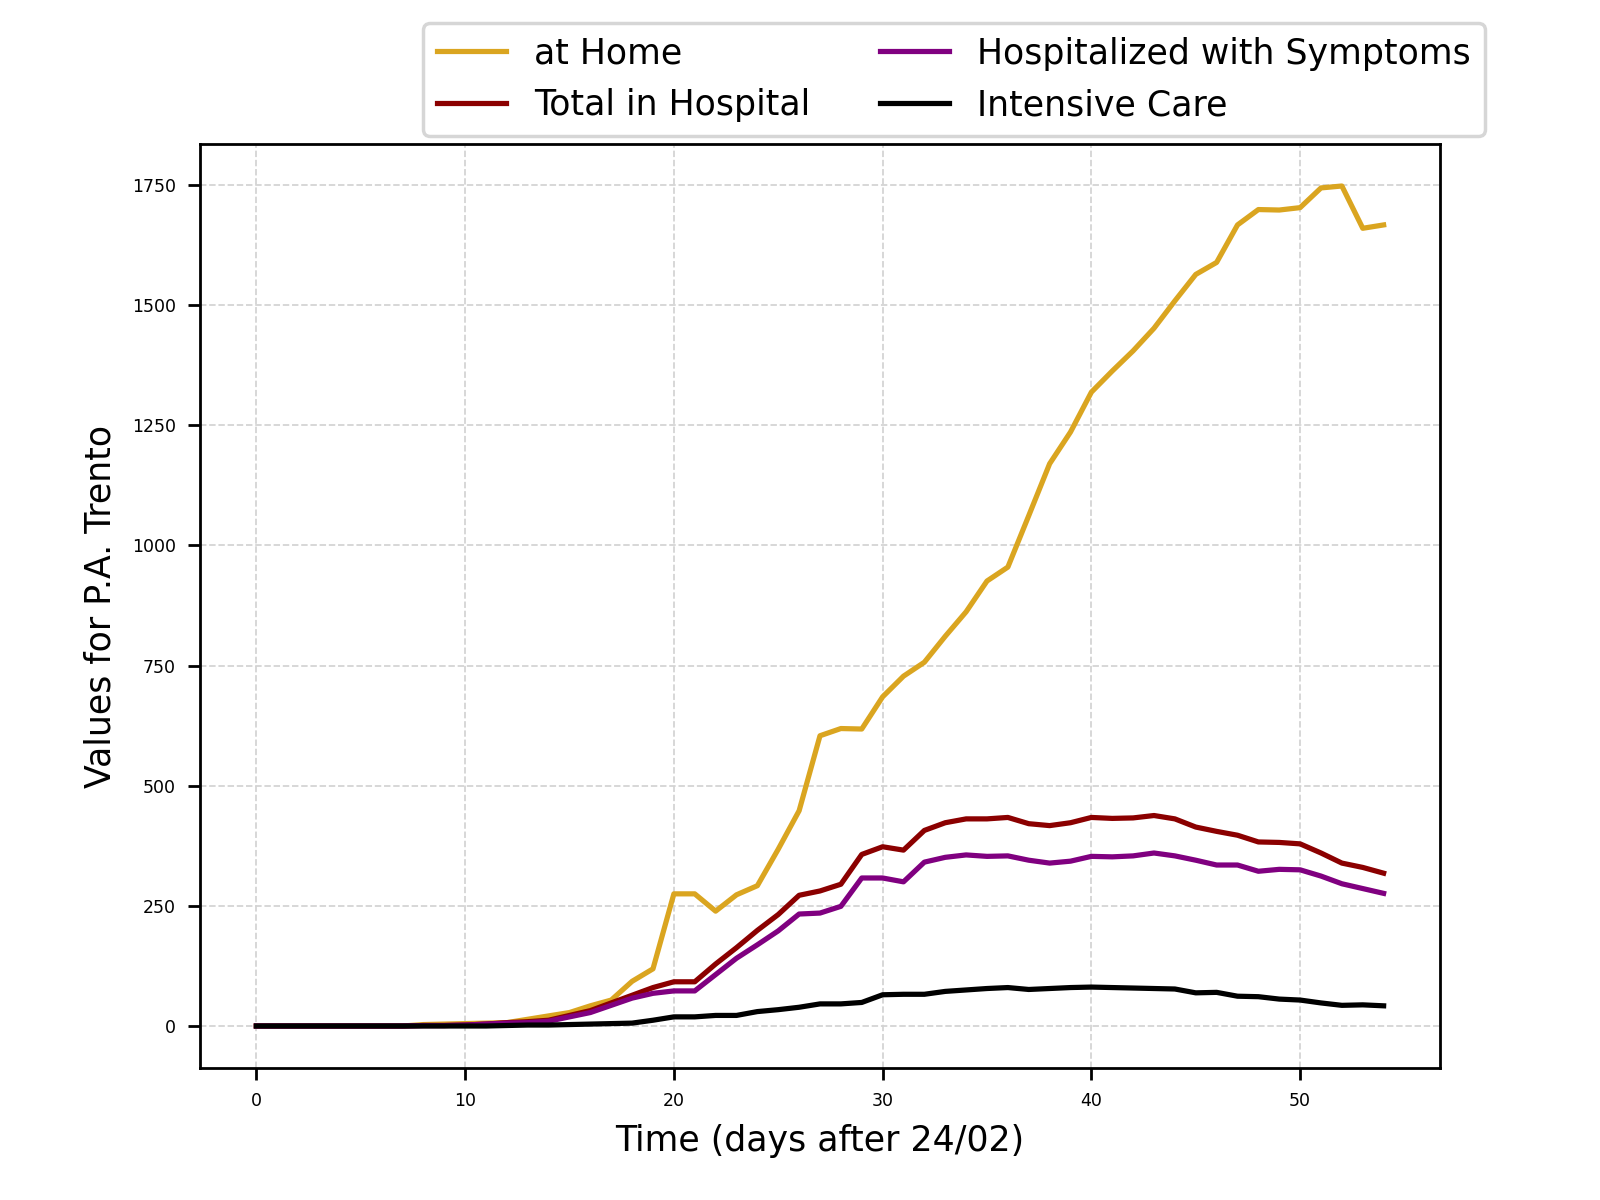 at Home
Total in Hospital
Hospitalized with Symptoms
Intensive Care
Values for P.A. Trento
1750
1500
1250
1000
750
500
250
0
0 10 20 30 40 50
Time (days after 24/02)